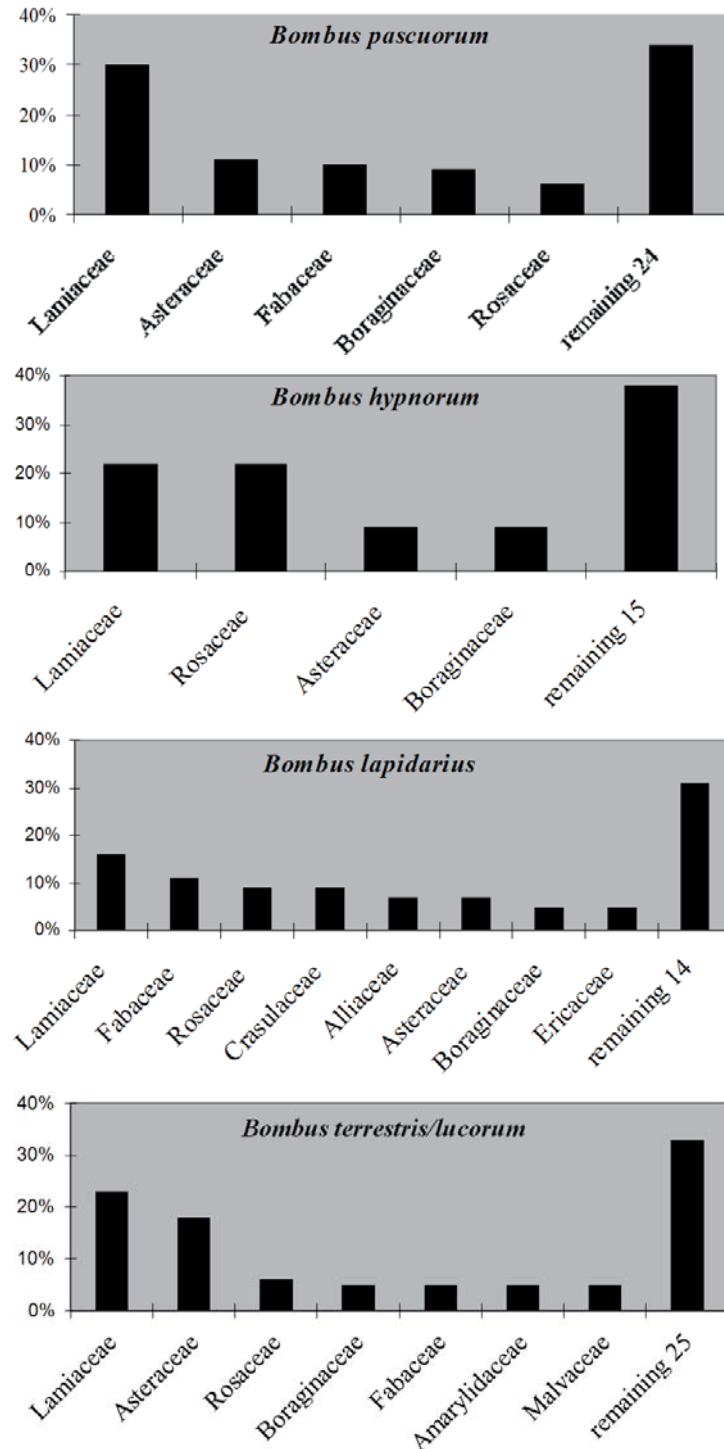 Bombus pascuorum
40%
30%
20%
10%
0%
Lamiaceae
Asteraceae
Fabaceae
Boraginaceae
Rosaceae
remaining 24
Bombus hypnorum
40%
30%
20%
10%
0%
Lamiaceae
Rosaceae
Asteraceae
Boraginaceae
remaining 15
Bombus lapidarius
40%
30%
20%
10%
0%
Lamiaceae
Fabaceae
Rosaceae
Crasulaceae
Alliaceae
Asteraceae
Boraginaceae
Ericaceae
remaining 14
Bombus terrestris/lucorum
40%
30%
20%
10%
0%
Lamiaceae
Asteraceae
Rosaceae
Boraginaceae
Fabaceae
Amarylidaceae
Malvaceae
remaining 25